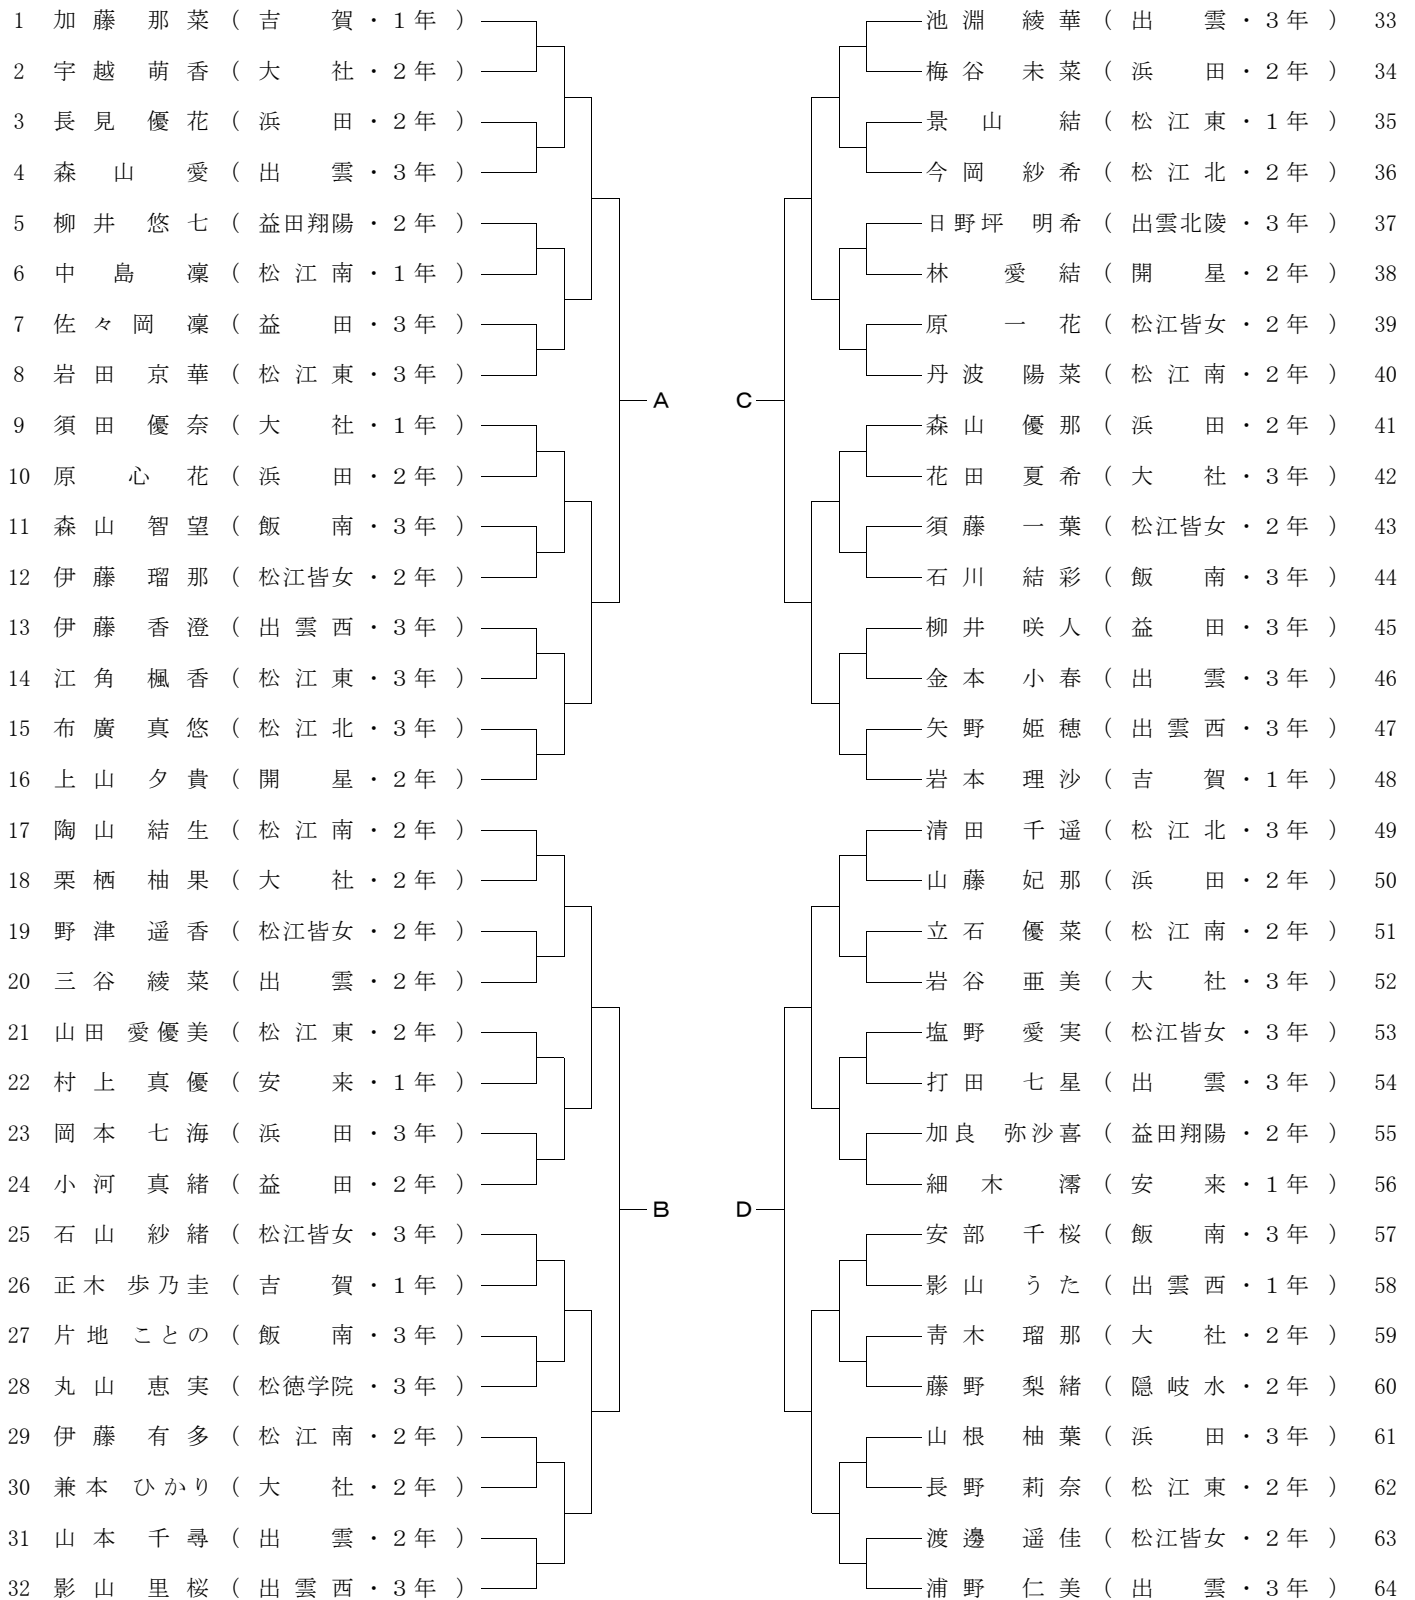 1 加藤 那菜 ( 吉 賀・1年 )
2 宇越 萌香 ( 大 社・2年 )
3 長見 優花 ( 浜 田・2年 )
4 森山 愛 ( 出 雲・3年 )
5 柳井 悠七 ( 益田翔陽・2年 )
6 中島 凜 ( 松江南・1年 )
7 佐々岡 凜 ( 益 田・3年 )
8 岩田 京華 ( 松江東・3年 )
A
9 須田 優奈 ( 大 社・1年 )
10 原 心花 ( 浜 田・2年 )
11 森山 智望 ( 飯 南・3年 )
12 伊藤 瑠那 ( 松江皆女・2年 )
13 伊藤 香澄 ( 出雲西・3年 )
14 江角 楓香 ( 松江東・3年 )
15 布廣 真悠 ( 松江北・3年 )
16 上山 夕貴 ( 開 星・2年 )
17 陶山 結生 ( 松江南・2年 )
18 栗栖 柚果 ( 大 社・2年 )
19 野津 遥香 ( 松江皆女・2年 )
20 三谷 綾菜 ( 出 雲・2年 )
21 山田 愛優美 ( 松江東・2年 )
22 村上 真優 ( 安 来・1年 )
23 岡本 七海 ( 浜 田・3年 )
24 小河 真緒 ( 益 田・2年 )
B
25 石山 紗緒 ( 松江皆女・3年 )
26 正木 歩乃圭 ( 吉 賀・1年 )
27 片地 ことの ( 飯 南・3年 )
28 丸山 恵実 ( 松徳学院・3年 )
29 伊藤 有多 ( 松江南・2年 )
30 兼本 ひかり ( 大 社・2年 )
31 山本 千尋 ( 出 雲・2年 )
32 影山 里桜 ( 出雲西・3年 )
池淵 綾華 ( 出 雲・3年 ) 33
梅谷 未菜 ( 浜 田・2年 ) 34
景山 結 ( 松江東・1年 ) 35
今岡 紗希 ( 松江北・2年 ) 36
日野坪 明希 ( 出雲北陵・3年 ) 37
林 愛結 ( 開 星・2年 ) 38
原 一花 ( 松江皆女・2年 ) 39
丹波 陽菜 ( 松江南・2年 ) 40
C
森山 優那 ( 浜 田・2年 ) 41
花田 夏希 ( 大 社・3年 ) 42
須藤 一葉 ( 松江皆女・2年 ) 43
石川 結彩 ( 飯 南・3年 ) 44
柳井 咲人 ( 益 田・3年 ) 45
金本 小春 ( 出 雲・3年 ) 46
矢野 姫穂 ( 出雲西・3年 ) 47
岩本 理沙 ( 吉 賀・1年 ) 48
清田 千遥 ( 松江北・3年 ) 49
山藤 妃那 ( 浜 田・2年 ) 50
立石 優菜 ( 松江南・2年 ) 51
岩谷 亜美 ( 大 社・3年 ) 52
塩野 愛実 ( 松江皆女・3年 ) 53
打田 七星 ( 出 雲・3年 ) 54
加良 弥沙喜 ( 益田翔陽・2年 ) 55
細木 澪 ( 安 来・1年 ) 56
D
安部 千桜 ( 飯 南・3年 ) 57
影山 うた ( 出雲西・1年 ) 58
青木 瑠那 ( 大 社・2年 ) 59
藤野 梨緒 ( 隠岐水・2年 ) 60
山根 柚葉 ( 浜 田・3年 ) 61
長野 莉奈 ( 松江東・2年 ) 62
渡邊 遥佳 ( 松江皆女・2年 ) 63
浦野 仁美 ( 出 雲・3年 ) 64